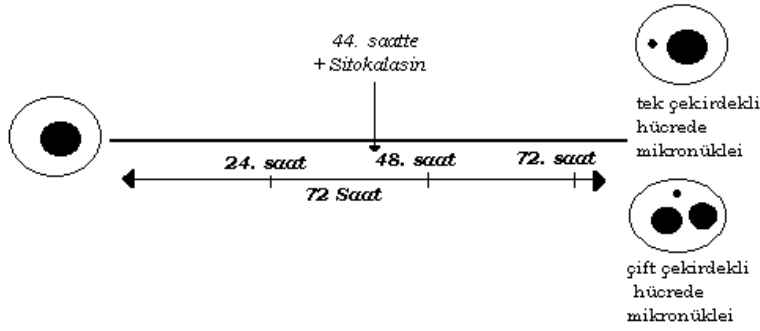 44. saatte
+ Sitokalasin
tek çekirdekli
hücrede
mikronüklei
24. saat
48. saat
72. saat
72 Saat
çift çekirdekli
hücrede
mikronüklei